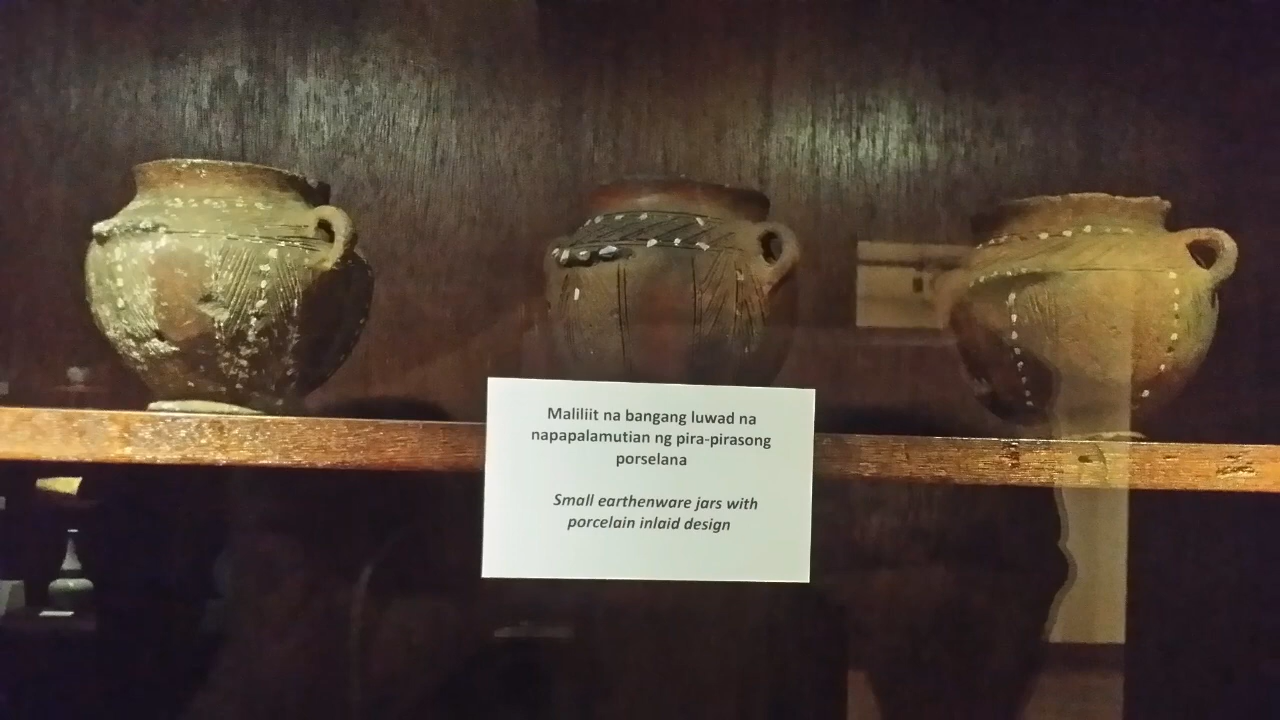 Maliliit na bangang luwad na
napapalamutian ng pira-pirasong
porselana
Small earthenware jars with
porcelain inlaid design